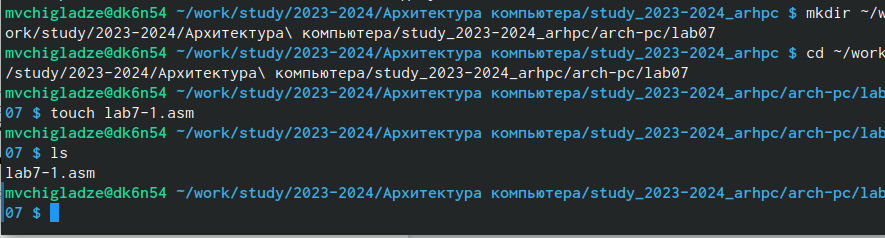 mvchigladze@dk6n54 ~/work/study/2023-2024/Архитектура компьютера/study_2023-2024_arhpc $ mkdir ~/w
ork/study/2023-2024/Архитектура\ компьютера/study_2023-2024_arhpc/arch-pc/lab07
mvchigladze@dk6n54 ~/work/study/2023-2024/Архитектура компьютера/study_2023-2024_arhpc $ cd ~/work
/study/2023-2024/Архитектура\ компьютера/study_2023-2024_arhpc/arch-pc/lab07
mvchigladze@dk6n54 ~/work/study/2023-2024/Архитектура компьютера/study_2023-2024_arhpc/arch-pc/lab
07 $ touch lab7-1.asm
mvchigladze@dk6n54 ~/work/study/2023-2024/Архитектура компьютера/study_2023-2024_arhpc/arch-pc/lab
07 $ ls
lab7-1.asm
mvchigladze@dk6n54 ~/work/study/2023-2024/Архитектура компьютера/study_2023-2024_arhpc/arch-pc/lab
07 $